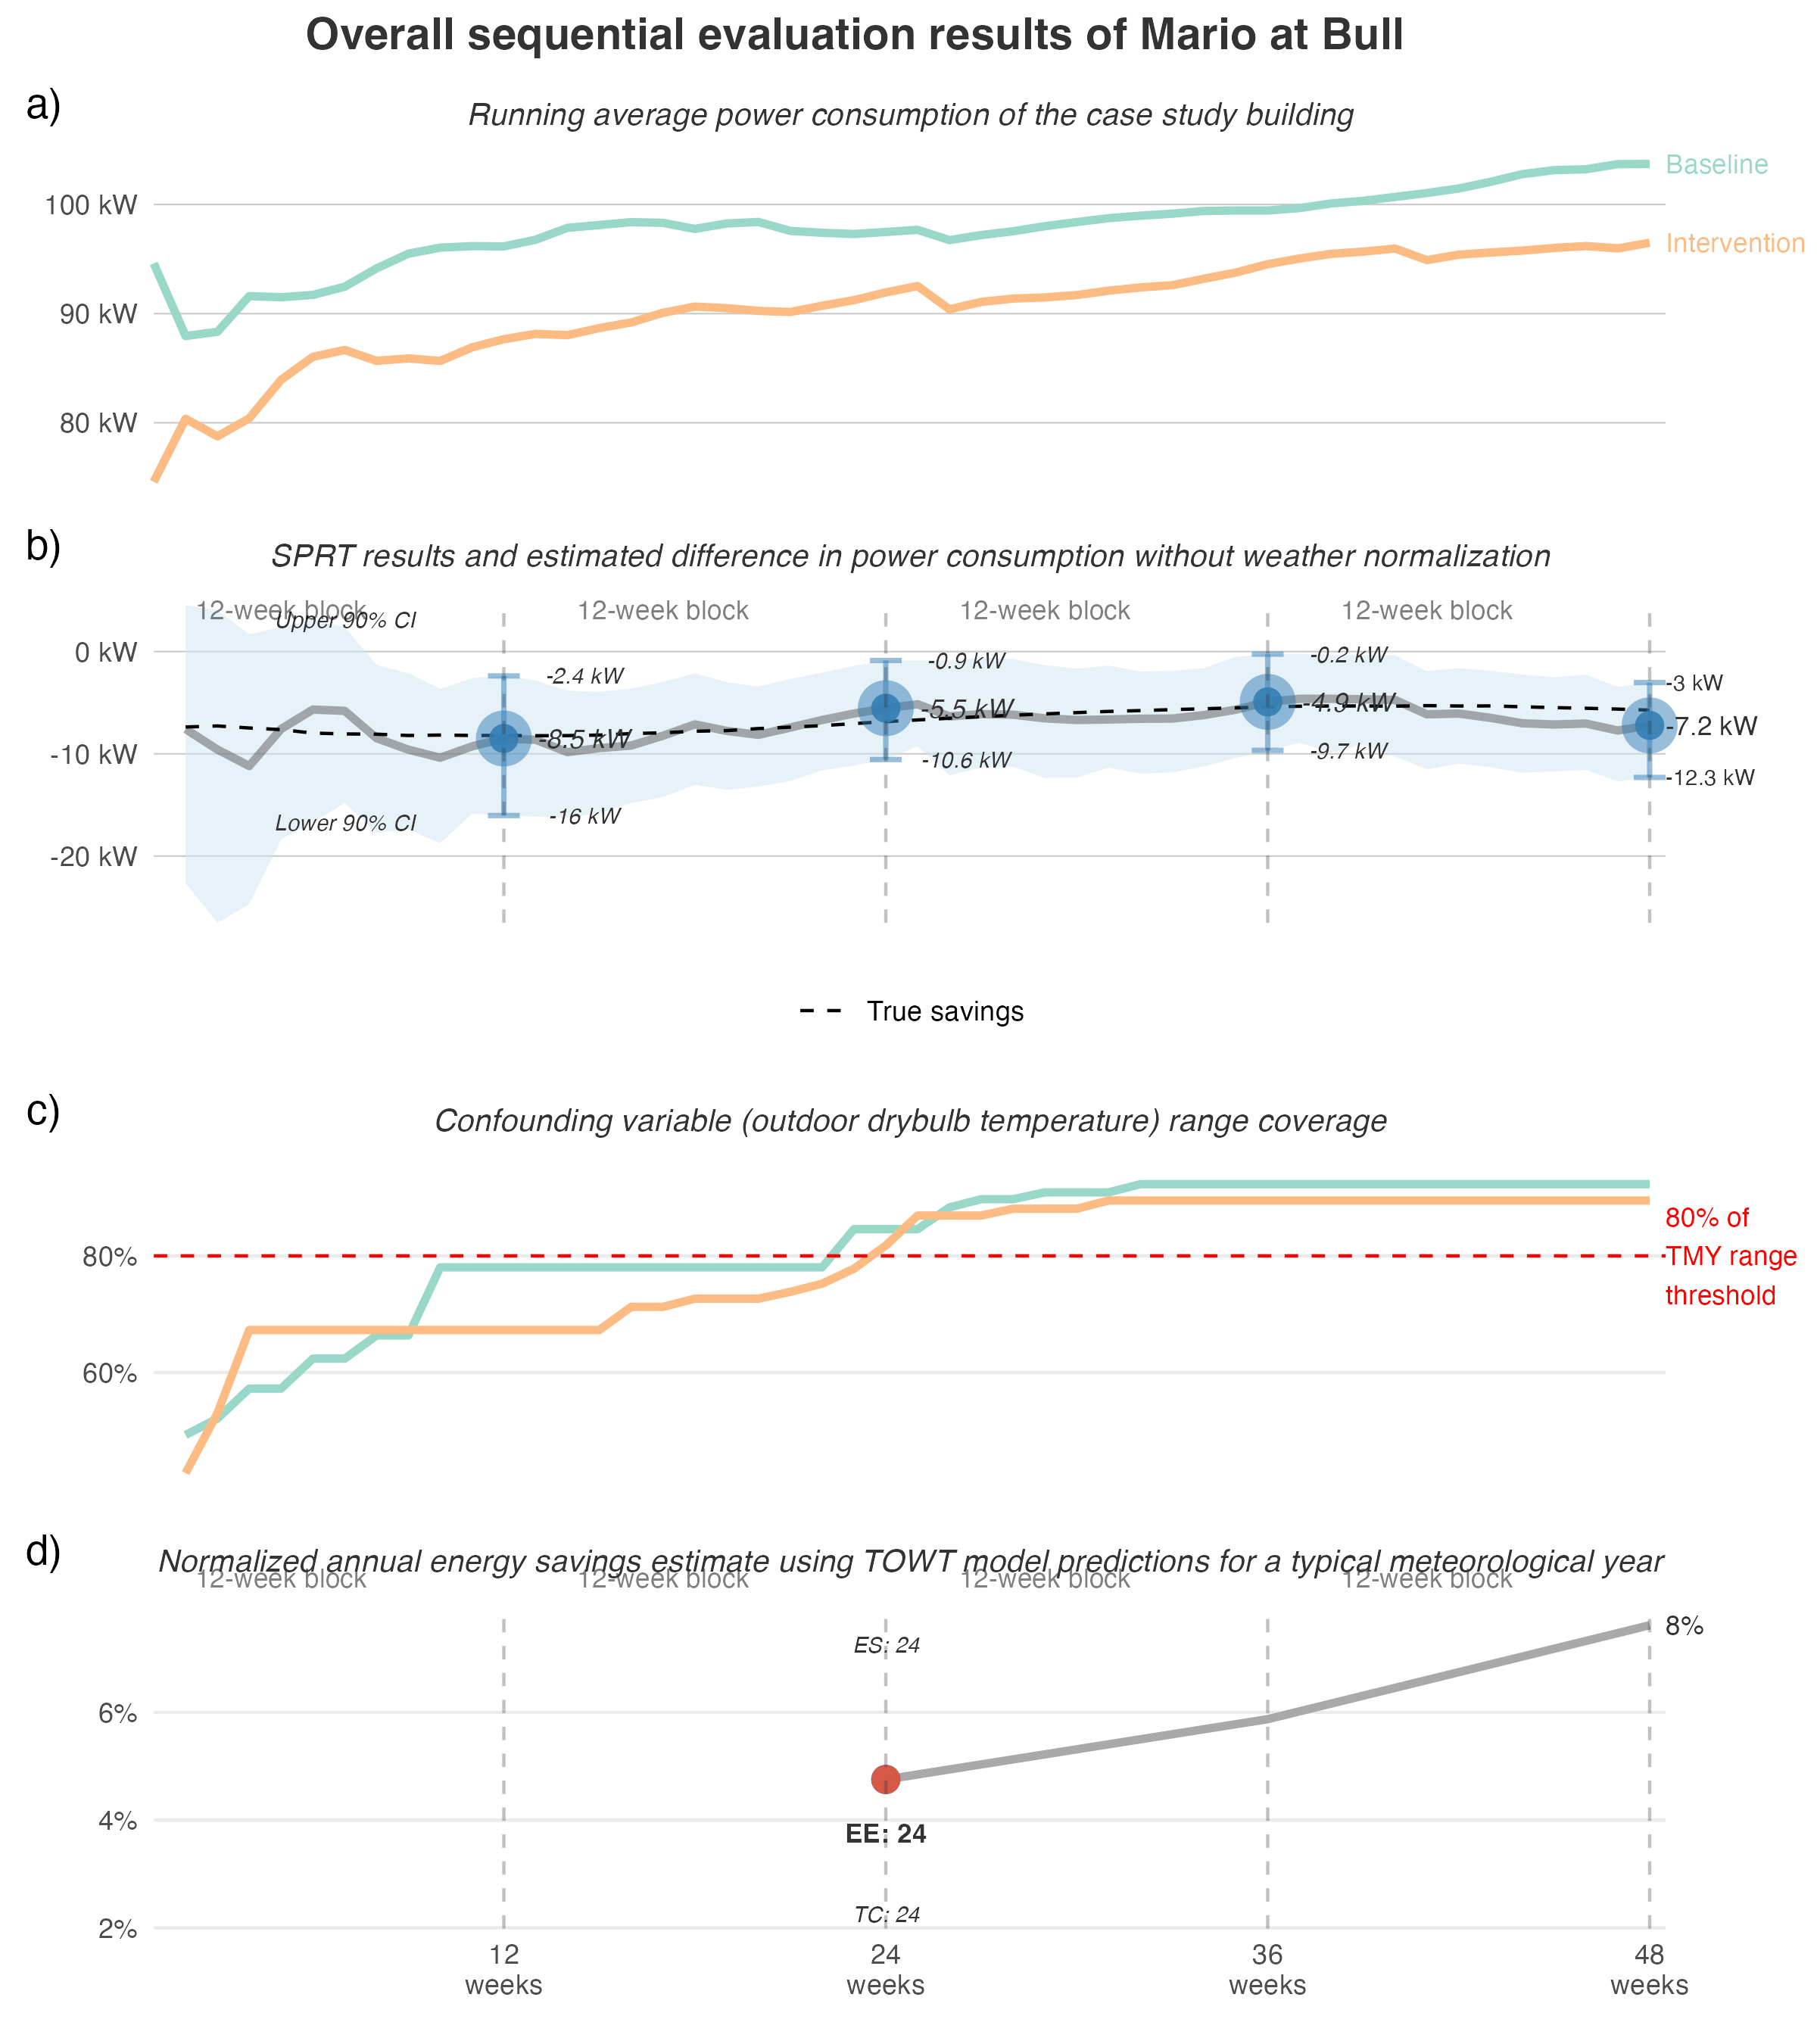 Overall sequential evaluation results of Mario at Bull
a)
Running average power consumption of the case study building
100 kW
90 kW
80 kW
Baseline
Intervention
b)
SPRT results and estimated difference in power consumption without weather normalization
12-week block
12-week block
12-week block
12-week block
Upper 90% CI
Lower 90% CI
0 kW
-10 kW
-20 kW
-2.4 kW
-8.5 kW
-16 kW
-0.9 kW
-5.5 kW
-10.6 kW
-0.2 kW
-4.9 kW
-9.7 kW
-3 kW
-7.2 kW
-12.3 kW
True savings
c)
Confounding variable (outdoor drybulb temperature) range coverage
80%
60%
80% of
TMY range
threshold
d)
Normalized annual energy savings estimate using TOWT model predictions for a typical meteorological year
12-week block
12-week block
12-week block
12-week block
6%
4%
2%
ES: 24
EE: 24
TC: 24
8%
12
weeks
24
weeks
36
weeks
48
weeks